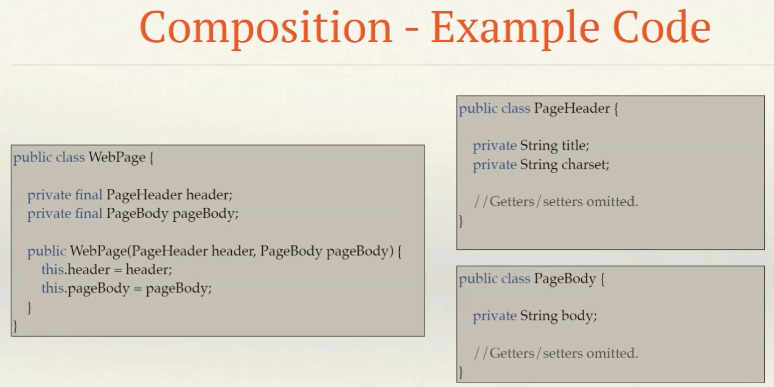 Composition - Example Code
public class WebPage {
private final PageHeader header;
private final PageBody pageBody;
public WebPage(PageHeader header, PageBody pageBody) {
this.header = header;
this.pageBody = pageBody;
}
}
public class PageHeader {
private String title;
private String charset;
//Getters/setters omitted.
}
public class PageBody {
private String body;
//Getters/setters omitted.
}